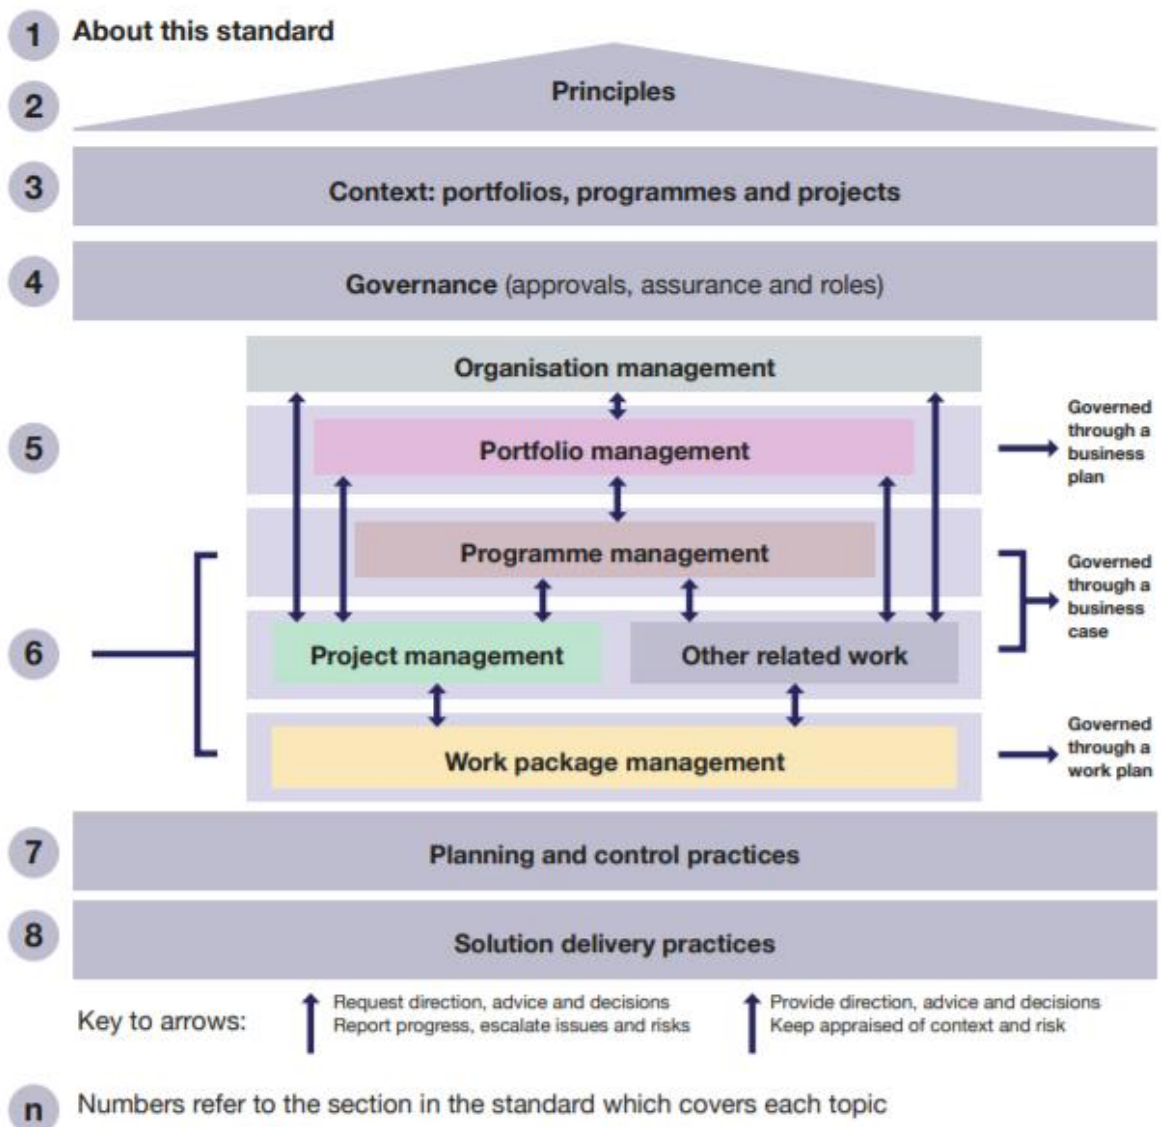 1 About this standard
2 Principles
3 Context: portfolios, programmes and projects
4 Governance (approvals, assurance and roles)
Organisation management
5 Portfolio management
Governed
through a
business
plan
Programme management
Governed
through a
business
case
6 Project management Other related work
Work package management
Governed
through a
work plan
7 Planning and control practices
8 Solution delivery practices
Key to arrows:
Request direction, advice and decisions
Report progress, escalate issues and risks
Provide direction, advice and decisions
Keep appraised of context and risk
n Numbers refer to the section in the standard which covers each topic